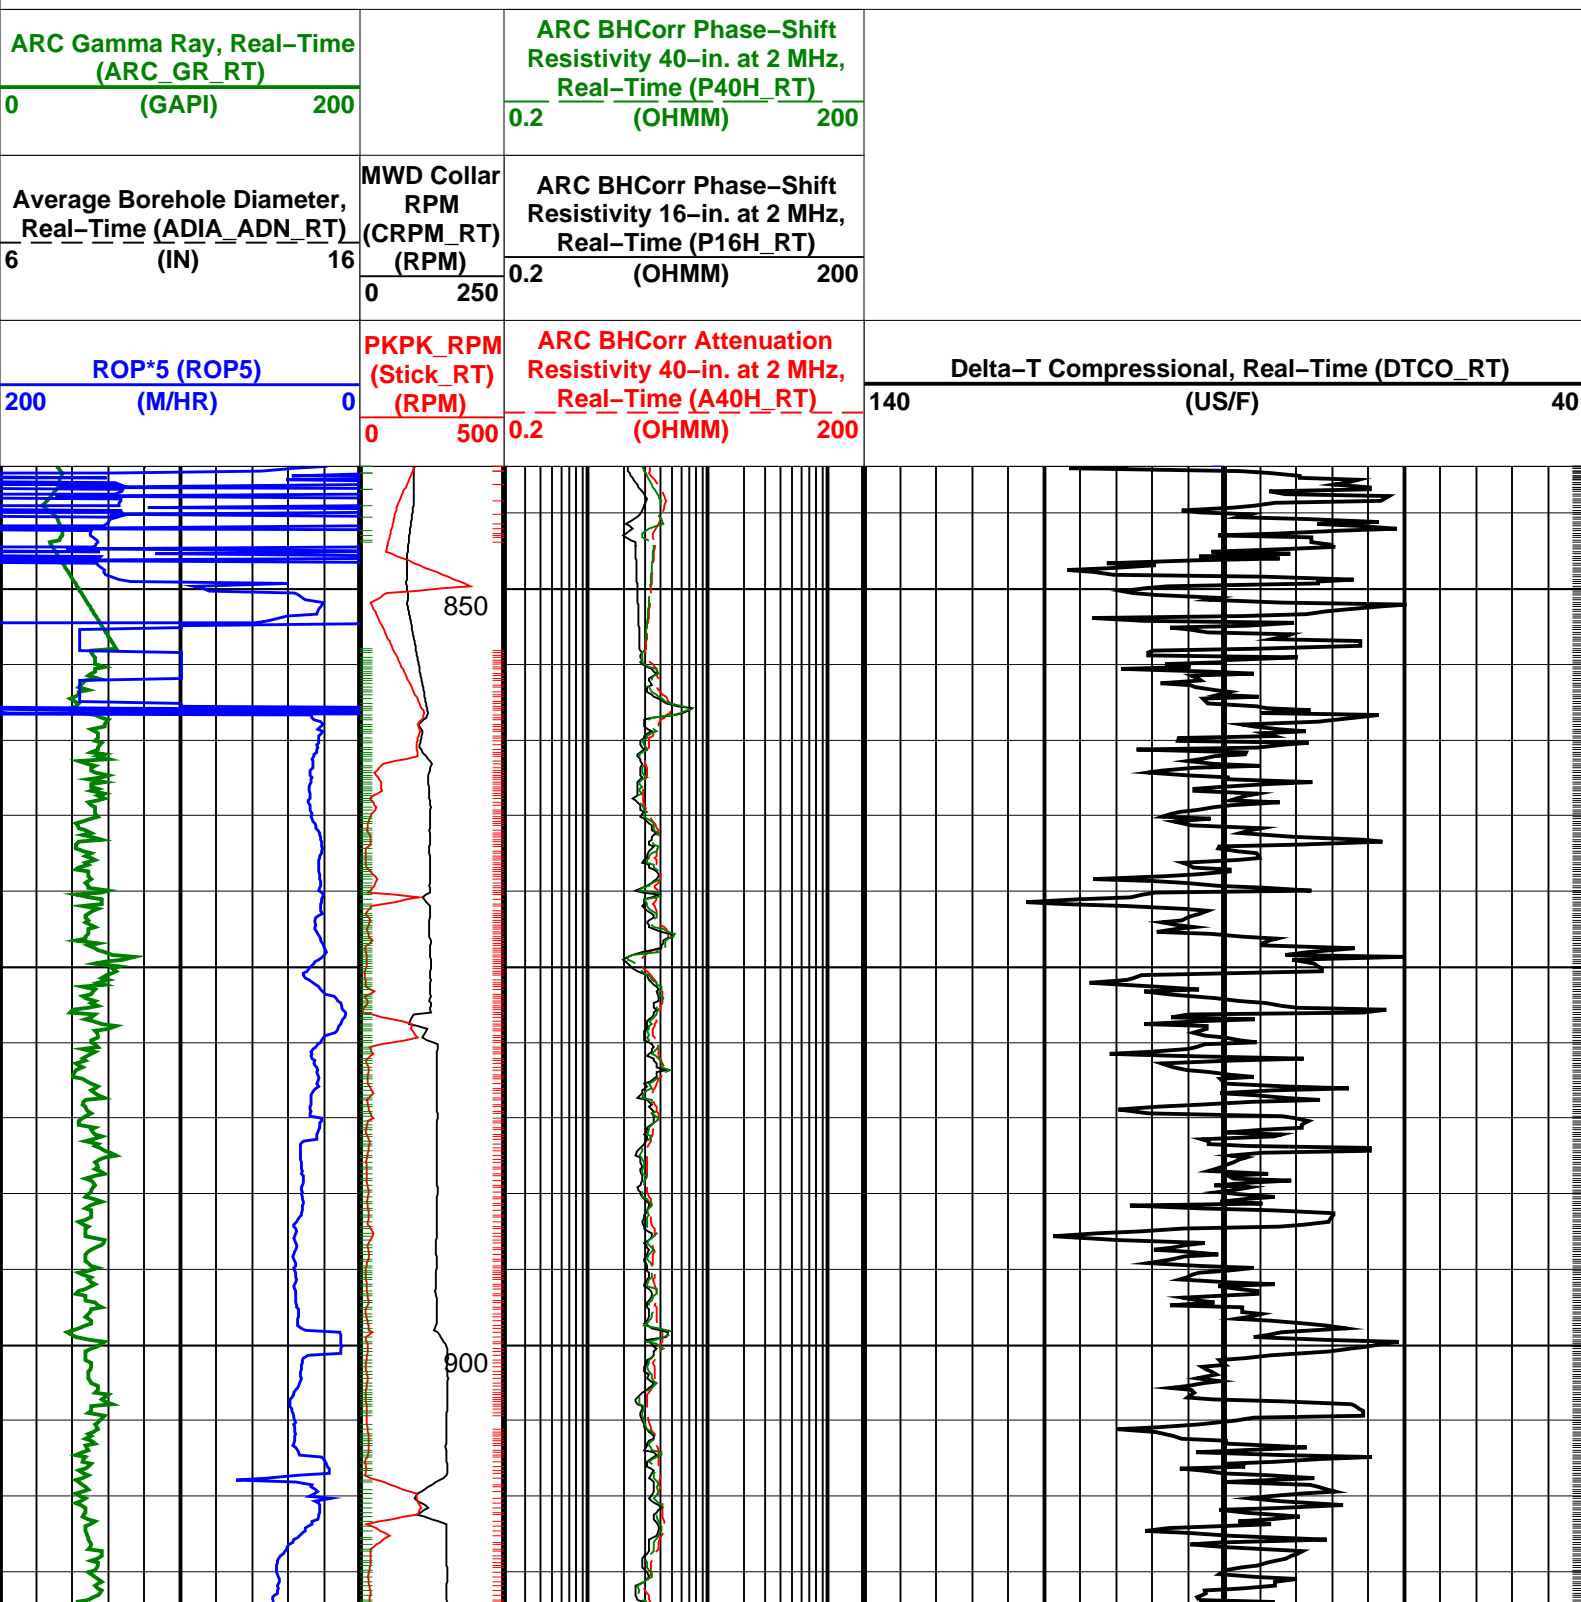 ARC Gamma Ray, Real−Time
(ARC_GR_RT)
0 (GAPI) 200
ARC BHCorr Phase−Shift
Resistivity 40−in. at 2 MHz,
Real−Time (P40H_RT)
0.2 (OHMM) 200
Average Borehole Diameter,
Real−Time (ADIA_ADN_RT)
6 (IN) 16
MWD Collar
RPM
(CRPM_RT)
(RPM)
0 250
ARC BHCorr Phase−Shift
Resistivity 16−in. at 2 MHz,
Real−Time (P16H_RT)
0.2 (OHMM) 200
ROP*5 (ROP5)
200 (M/HR) 0
PKPK_RPM
(Stick_RT)
(RPM)
0 500
ARC BHCorr Attenuation
Resistivity 40−in. at 2 MHz,
Real−Time (A40H_RT)
0.2 (OHMM) 200
Delta−T Compressional, Real−Time (DTCO_RT)
140 (US/F) 40
850
900